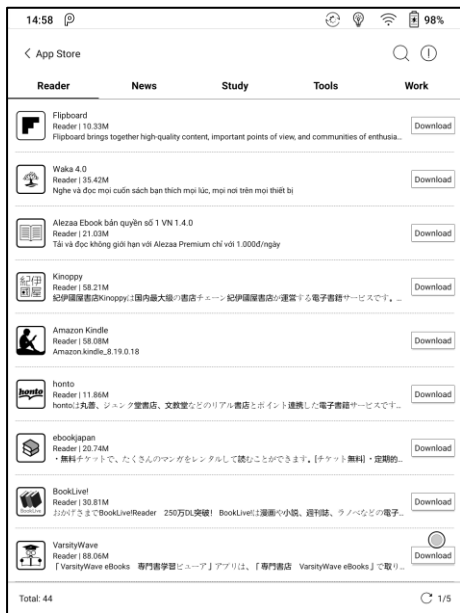 14:58 98%
App Store
Reader News Study Tools Work
Flipboard
Reader | 10.33M
Flipboard brings together high-quality content, important points of view, and communities of enthusia...
Download
Waka 4.0
Reader | 35.42M
Nghe và đọc mọi cuốn sách bạn thích mọi lúc, mọi nơi trên mọi thiết bị
Download
Alezaa Ebook bản quyền số 1 VN 1.4.0
Reader | 21.03M
Tải và đọc không giới hạn với Alezaa Premium chỉ với 1.000đ/ngày
Download
紀伊國屋
Kinoppy
Reader | 58.21M
紀伊國屋書店Kinoppyは国内最大級の書店チェーン紀伊國屋書店が運営する電子書籍サービスです。...
Download
Amazon Kindle
Reader | 58.08M
Amazon.kindle_8.19.0.18
Download
honto
honto
Reader | 11.86M
hontoは丸善、ジュンク堂書店、文教堂などのリアル書店とポイント連携した電子書籍サービスです...
Download
ebookjapan
Reader | 20.74M
・無料チケットで、たくさんのマンガをレンタルして読むことができます。[チケット無料]・定期的...
Download
BookLive
BookLive!
Reader | 30.81M
おかげさまでBookLive!Reader 250万DL突破! BookLive!は漫画や小説、週刊誌、ラノベなどの電子...
Download
VarsityWave
Reader | 88.06M
「VarsityWave eBooks 専門書学習ビューア」アプリは、「専門書店 VarsityWave eBooks」で取り...
Download
Total: 44 1/5